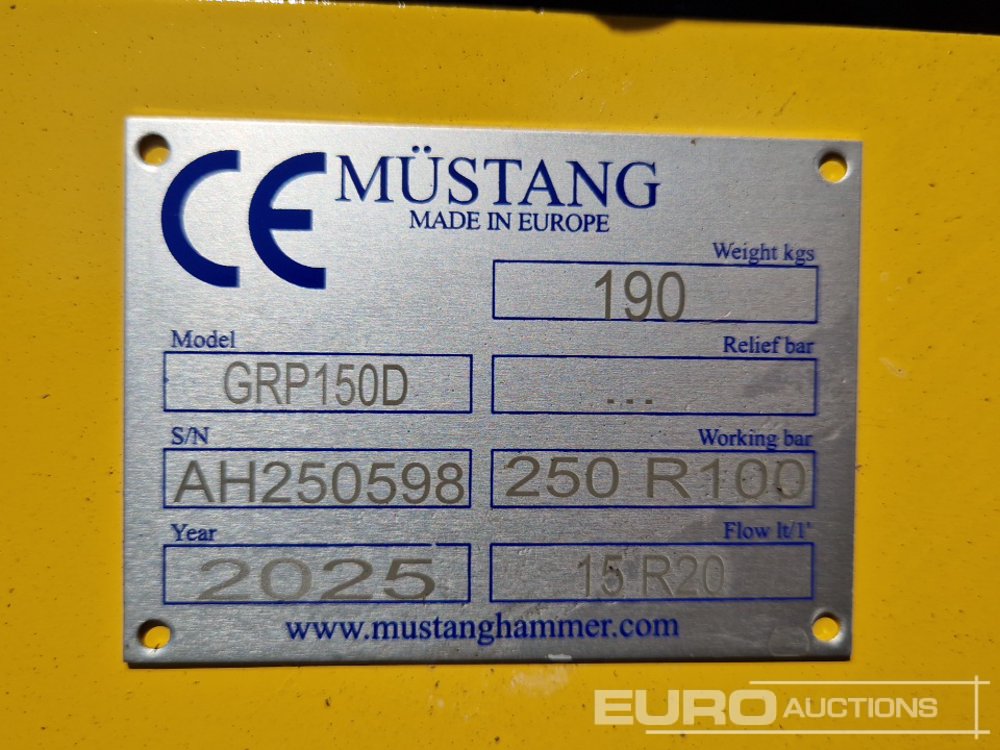 CE MÜSTANG
MADE IN EUROPE
Weight kgs
190
Model
GRP150D
Relief bar
...
S/N
AH250598
Working bar
250 R100
Year
2025
Flow lt/1'
15 R20
www.mustanghammer.com
EURO AUCTIONS